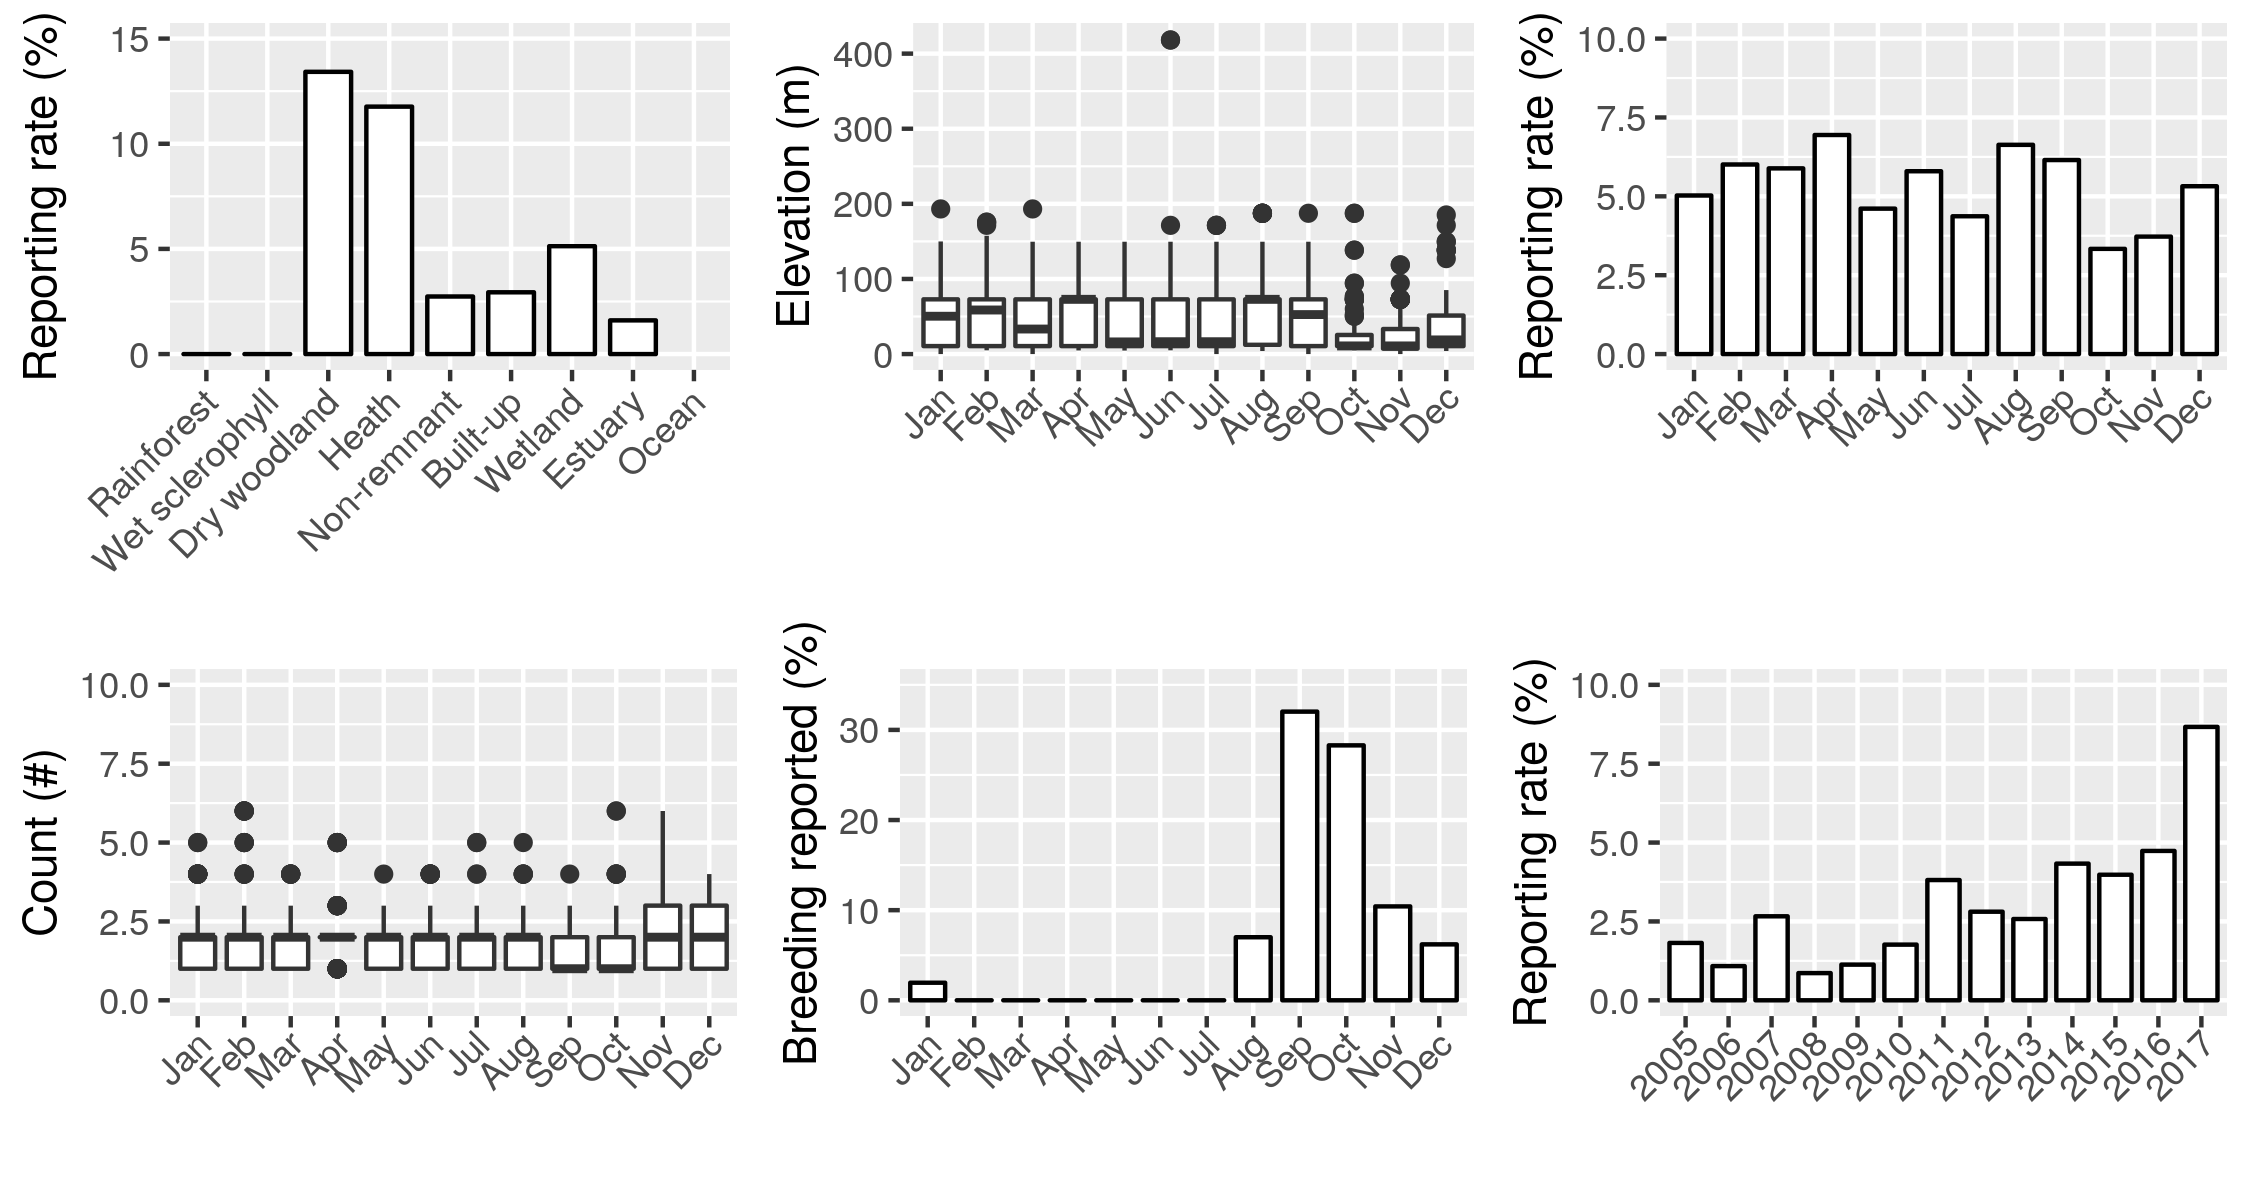 Reporting rate (%)
15
10
5
0
Rainforest
Wet sclerophyll
Dry woodland
Heath
Non-remnant
Built-up
Wetland
Estuary
Ocean
Elevation (m)
400
300
200
100
0
Jan
Feb
Mar
Apr
May
Jun
Jul
Aug
Sep
Oct
Nov
Dec
Reporting rate (%)
10.0
7.5
5.0
2.5
0.0
Jan
Feb
Mar
Apr
May
Jun
Jul
Aug
Sep
Oct
Nov
Dec
Count (#)
10.0
7.5
5.0
2.5
0.0
Jan
Feb
Mar
Apr
May
Jun
Jul
Aug
Sep
Oct
Nov
Dec
Breeding reported (%)
30
20
10
0
Jan
Feb
Mar
Apr
May
Jun
Jul
Aug
Sep
Oct
Nov
Dec
Reporting rate (%)
10.0
7.5
5.0
2.5
0.0
2005
2006
2007
2008
2009
2010
2011
2012
2013
2014
2015
2016
2017